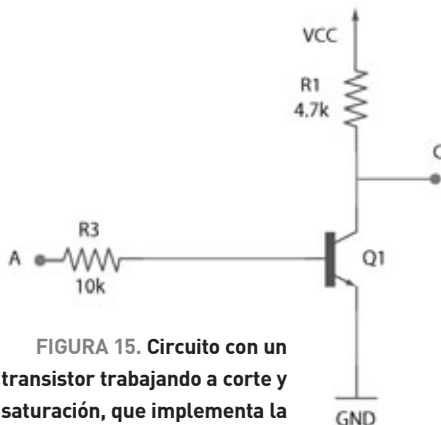 VCC
R1
4.7k
C
R3
A
10k
Q1
FIGURA 15. Circuito con un
transistor trabajando a corte y
saturación, que implementa la
GND